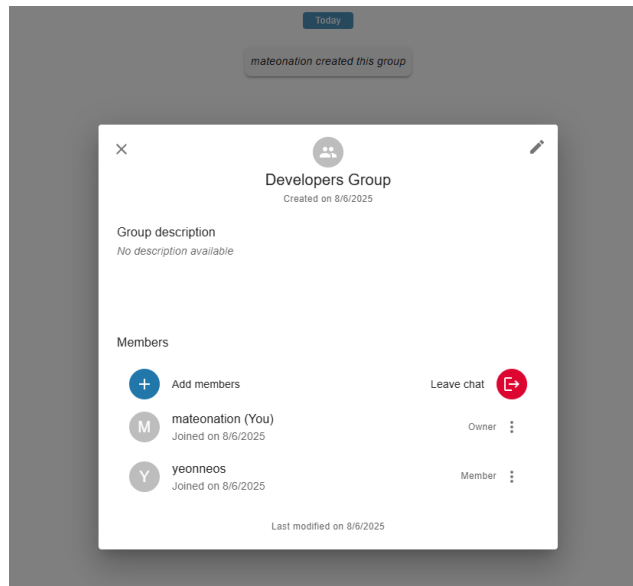 Today
mateonation created this group
Developers Group
Created on 8/6/2025
Group description
No description available
Members
Add members
Leave chat
M
mateonation (You)
Joined on 8/6/2025
Owner
Y
yeonneos
Joined on 8/6/2025
Member
Last modified on 8/6/2025